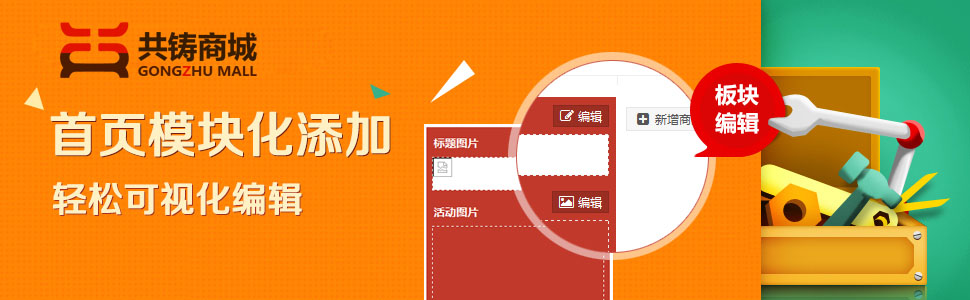 共铸商城
GONGZHU MALL
首页模块化添加
轻松可视化编辑
编辑
标题图片
编辑
活动图片
新增商
板块
编辑